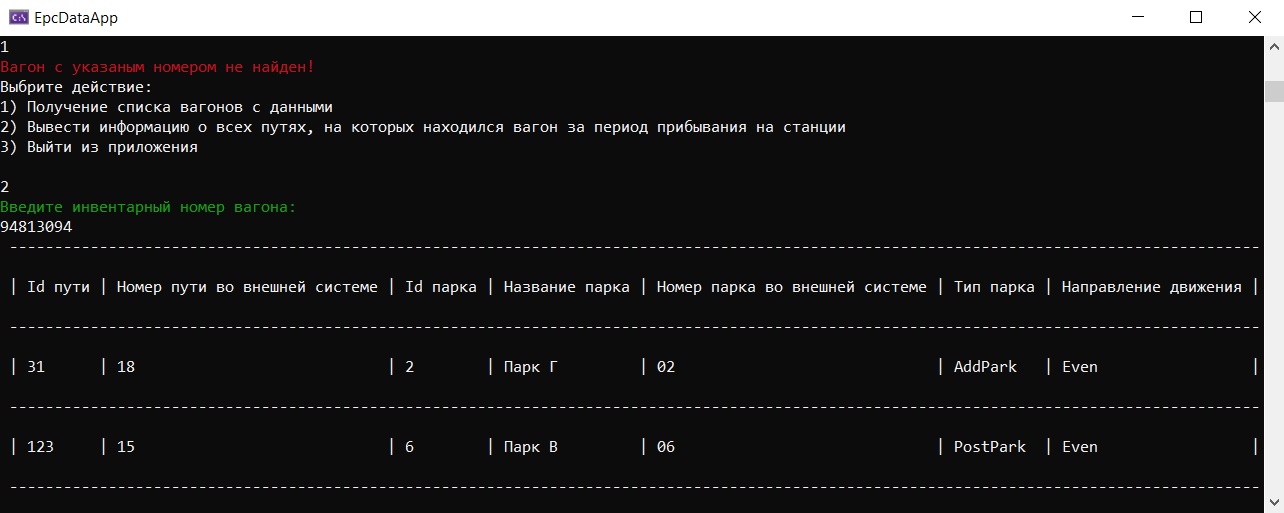 EpcDataApp
1
Вагон с указаным номером не найден!
Выбрите действие:
1) Получение списка вагонов с данными
2) Вывести информацию о всех путях, на которых находился вагон за период прибывания на станции
3) Выйти из приложения
2
Введите инвентарный номер вагона:
94813094
| Id пути | Номер пути во внешней системе | Id парка | Название парка | Номер парка во внешней системе | Тип парка | Направление движения |
| 31 | 18 | 2 | Парк Г | 02 | AddPark | Even |
| 123 | 15 | 6 | Парк В | 06 | PostPark | Even |